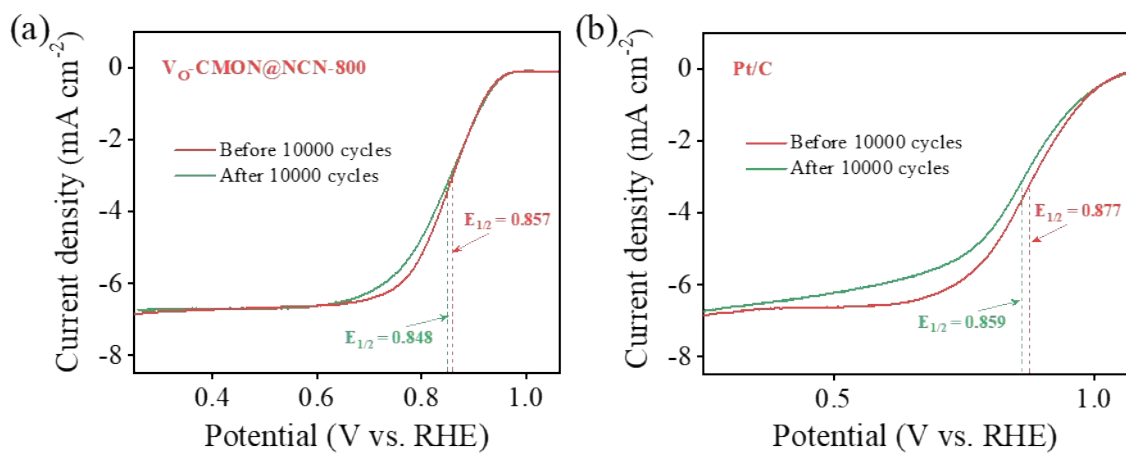 (a)
Current density (mA cm⁻²)
0
-2
-4
-6
-8
V_O-CMON@NCN-800
Before 10000 cycles
After 10000 cycles
E₁/₂ = 0.857
E₁/₂ = 0.848
0.4
0.6
0.8
1.0
Potential (V vs. RHE)
(b)
Current density (mA cm⁻²)
0
-2
-4
-6
-8
Pt/C
Before 10000 cycles
After 10000 cycles
E₁/₂ = 0.877
E₁/₂ = 0.859
0.5
1.0
Potential (V vs. RHE)